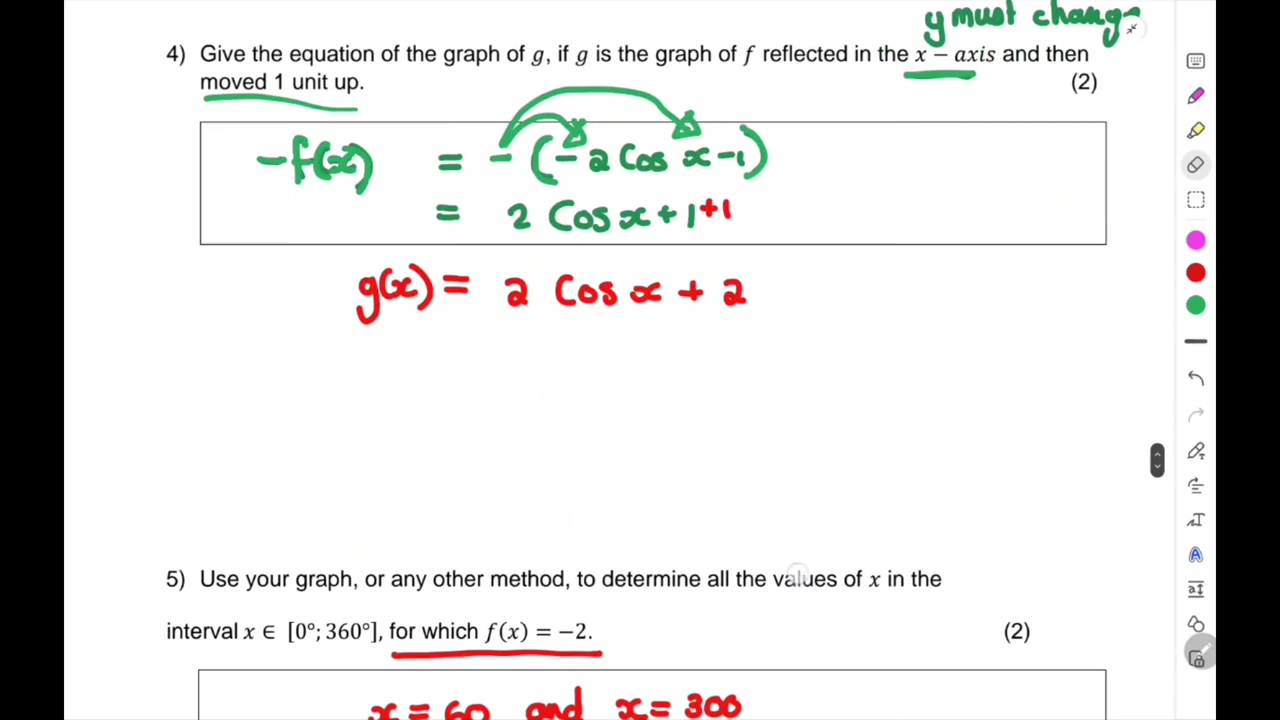 y must change
4) Give the equation of the graph of g, if g is the graph of f reflected in the x – axis and then
moved 1 unit up. (2)
-f(x) = - (- 2 Cos x - 1)
= 2 Cos x + 1 + 1
g(x) = 2 Cos x + 2
5) Use your graph, or any other method, to determine all the values of x in the
interval x ∈ [0°; 360°], for which f(x) = −2. (2)
x = 60 and x = 300